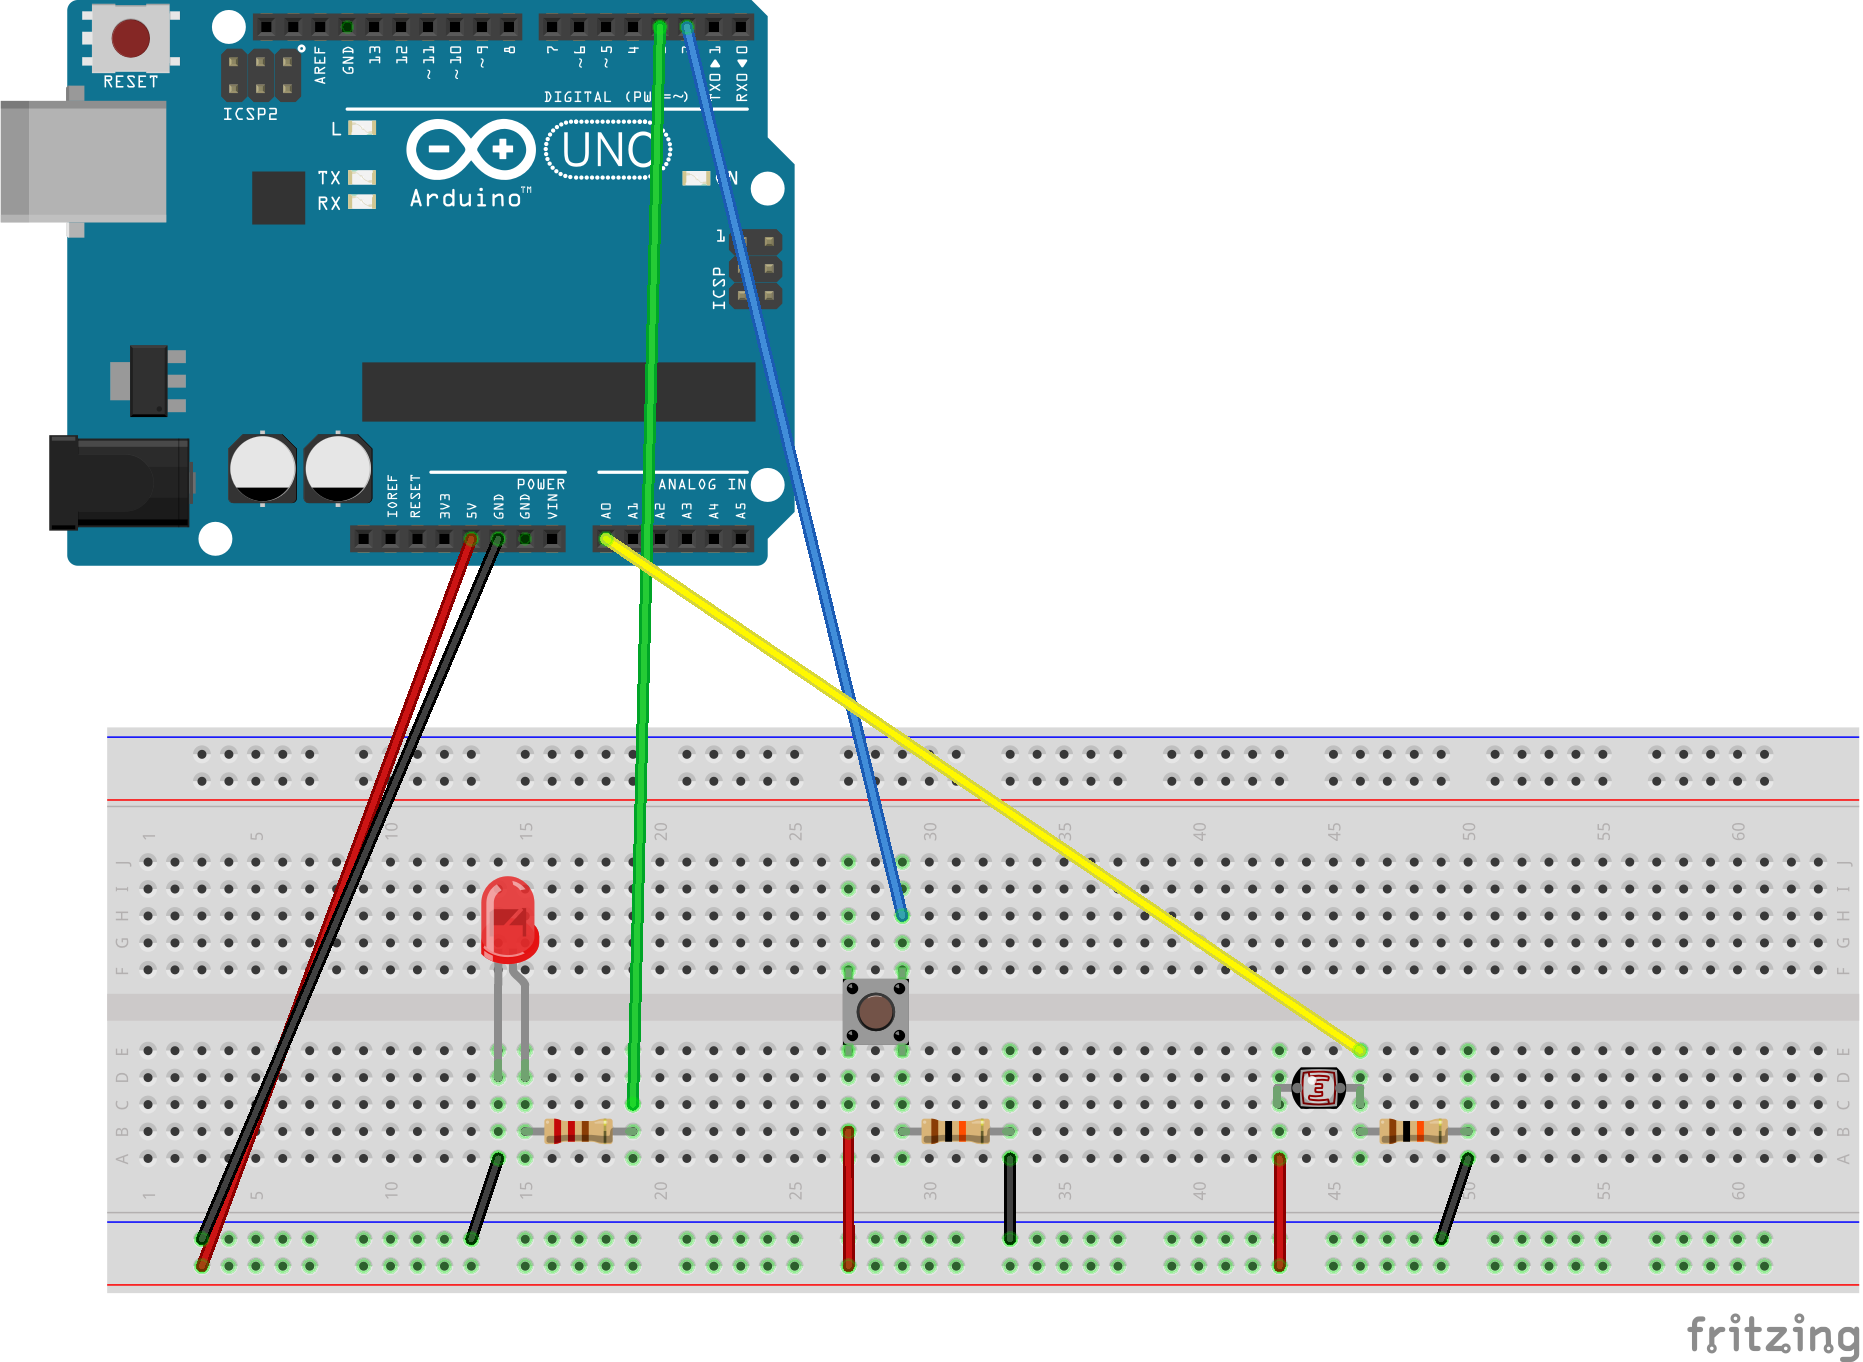 RESET
ICSP2
AREF
GND
13
12
~11
~10
~9
8
7
~6
~5
4
2
TX0▶1
RX0◀0
DIGITAL (PW =~)
L
TX
RX
Arduino™
UNO
ON
1
ICSP
IOREF
RESET
3V3
5V
GND
GND
VIN
POWER
A0
A1
A2
A3
A4
A5
ANALOG IN
1 5 10 15 20 25 30 35 40 45 50 55 60
J J
I I
H H
G G
F F
E E
D D
C C
B B
A A
1 5 10 15 20 25 30 35 40 45 50 55 60
fritzing